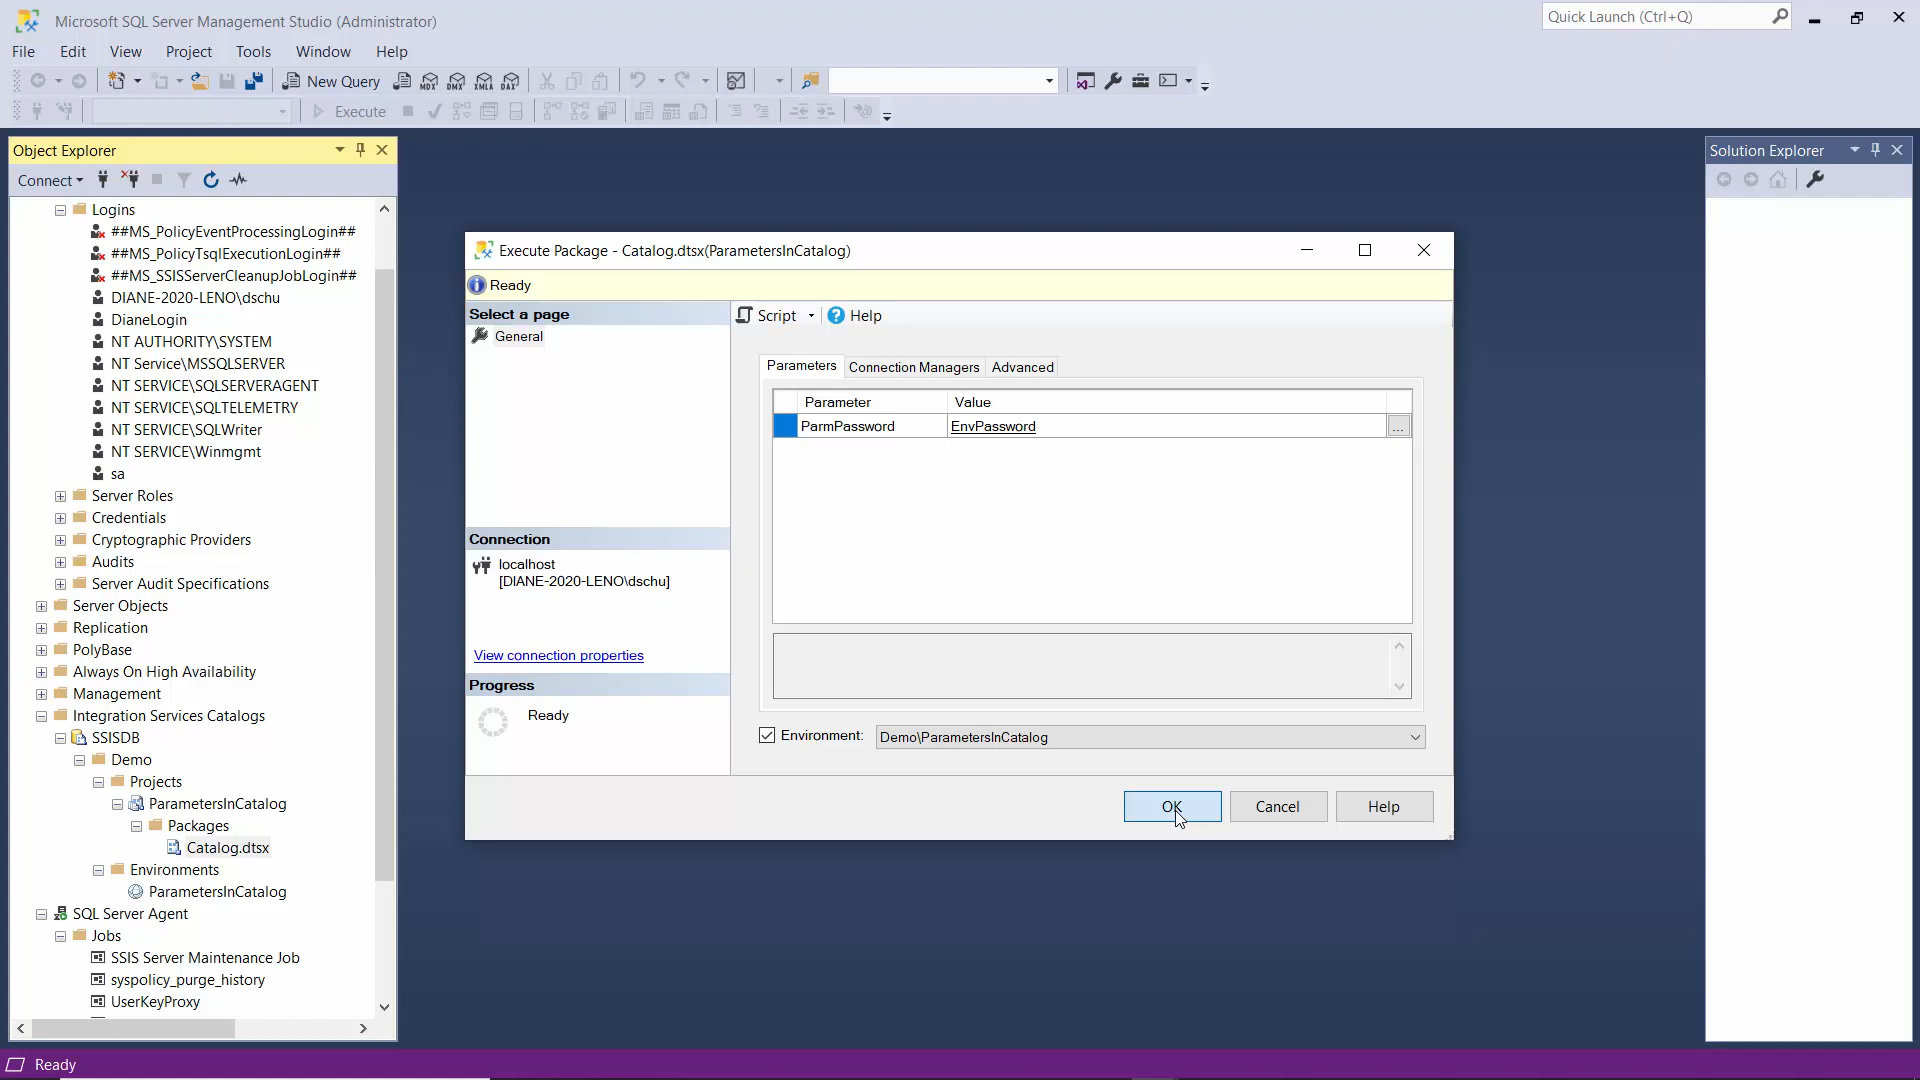 Microsoft SQL Server Management Studio (Administrator)
Quick Launch (Ctrl+Q)
File Edit View Project Tools Window Help
New Query MDX DMX XMLA DAX
Execute
Object Explorer
Solution Explorer
Connect
Logins
##MS_PolicyEventProcessingLogin##
##MS_PolicyTsqlExecutionLogin##
##MS_SSISServerCleanupJobLogin##
DIANE-2020-LENO\dschu
DianeLogin
NT AUTHORITY\SYSTEM
NT Service\MSSQLSERVER
NT SERVICE\SQLSERVERAGENT
NT SERVICE\SQLTELEMETRY
NT SERVICE\SQLWriter
NT SERVICE\Winmgmt
sa
Server Roles
Credentials
Cryptographic Providers
Audits
Server Audit Specifications
Server Objects
Replication
PolyBase
Always On High Availability
Management
Integration Services Catalogs
SSISDB
Demo
Projects
ParametersInCatalog
Packages
Catalog.dtsx
Environments
ParametersInCatalog
SQL Server Agent
Jobs
SSIS Server Maintenance Job
syspolicy_purge_history
UserKeyProxy
Execute Package - Catalog.dtsx(ParametersInCatalog)
Ready
Select a page
General
Script Help
Parameters Connection Managers Advanced
Parameter Value
ParmPassword EnvPassword ...
Connection
localhost
[DIANE-2020-LENO\dschu]
View connection properties
Progress
Ready
Environment: Demo\ParametersInCatalog
OK Cancel Help
Ready